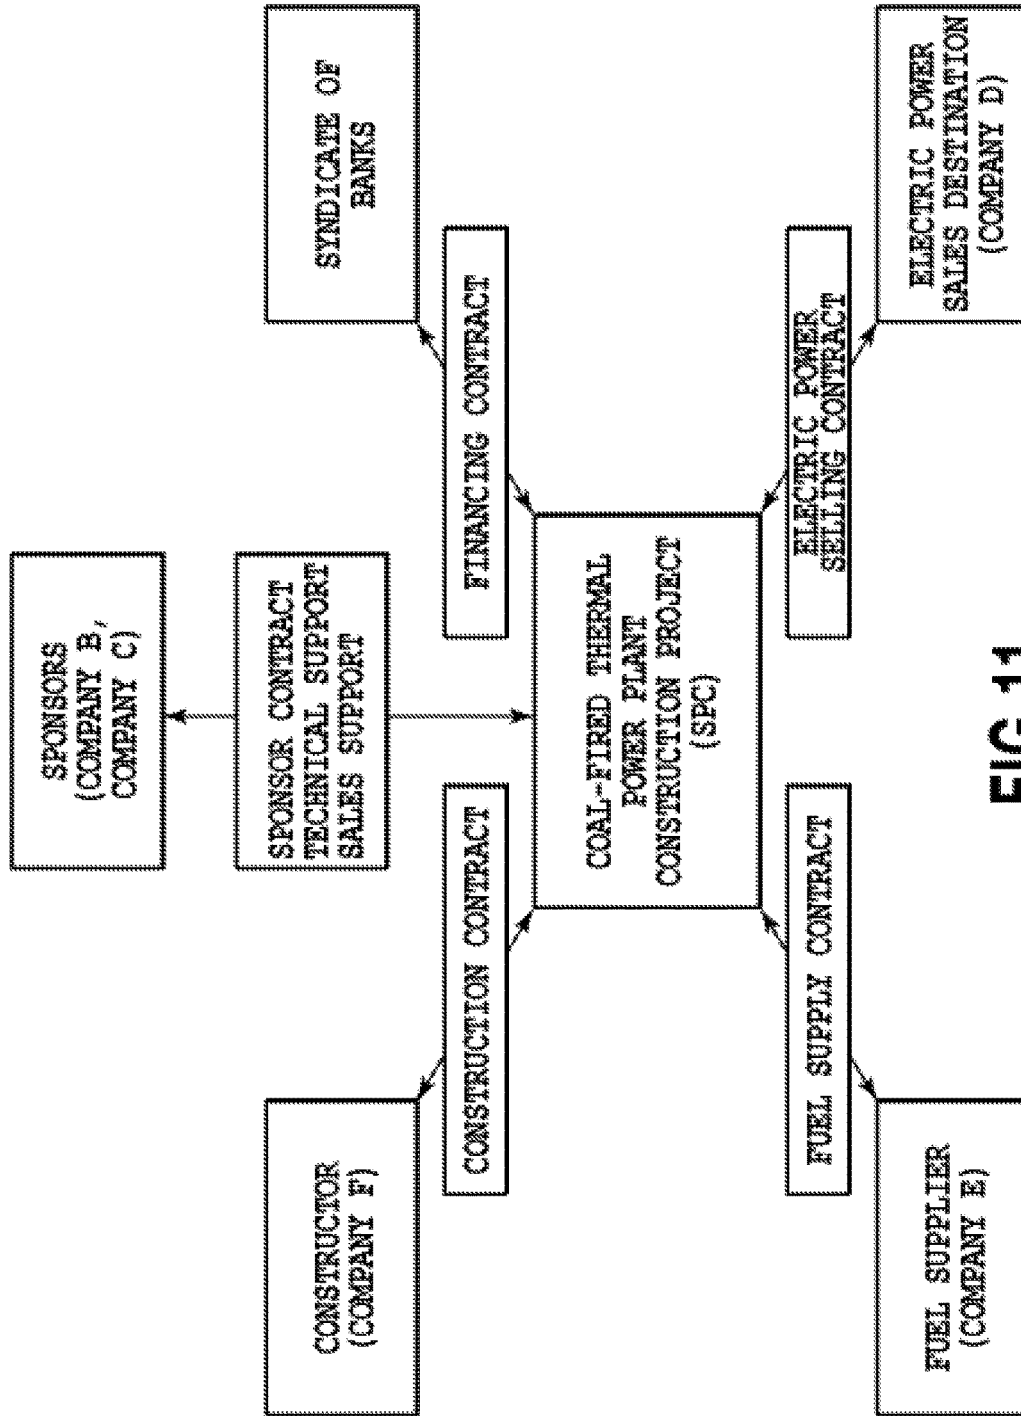 SPONSORS
(COMPANY B,
COMPANY C)
SPONSOR CONTRACT
TECHNICAL SUPPORT
SALES SUPPORT
CONSTRUCTOR
(COMPANY F)
SYNDICATE OF
BANKS
CONSTRUCTION CONTRACT
FINANCING CONTRACT
COAL-FIRED THERMAL
POWER PLANT
CONSTRUCTION PROJECT
(SPC)
FUEL SUPPLY CONTRACT
ELECTRIC POWER
SELLING CONTRACT
FUEL SUPPLIER
(COMPANY E)
ELECTRIC POWER
SALES DESTINATION
(COMPANY D)
FIG.11